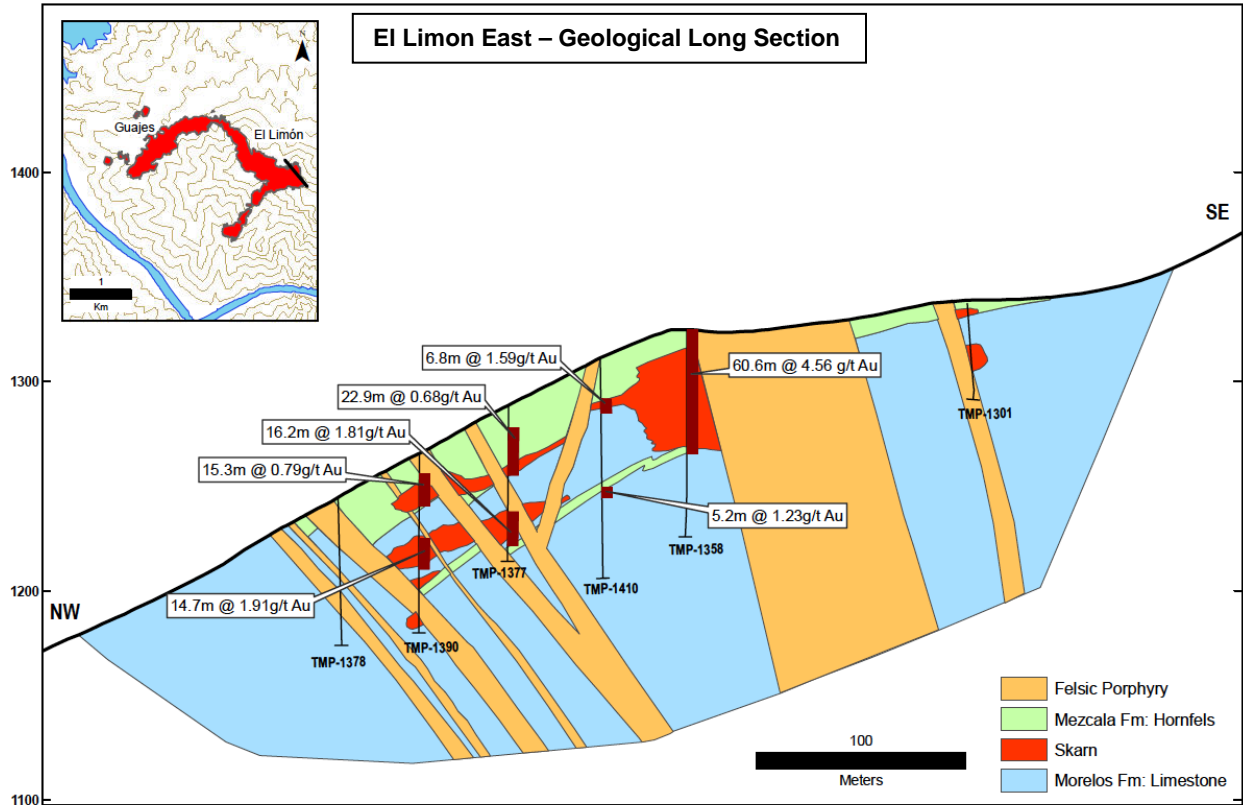 El Limon East – Geological Long Section
N
Guajes
El Limón
1
Km
1400
1300
1200
1100
SE
NW
6.8m @ 1.59g/t Au
60.6m @ 4.56 g/t Au
22.9m @ 0.68g/t Au
16.2m @ 1.81g/t Au
15.3m @ 0.79g/t Au
5.2m @ 1.23g/t Au
14.7m @ 1.91g/t Au
TMP-1301
TMP-1358
TMP-1377
TMP-1410
TMP-1390
TMP-1378
Felsic Porphyry
Mezcala Fm: Hornfels
Skarn
Morelos Fm: Limestone
100
Meters